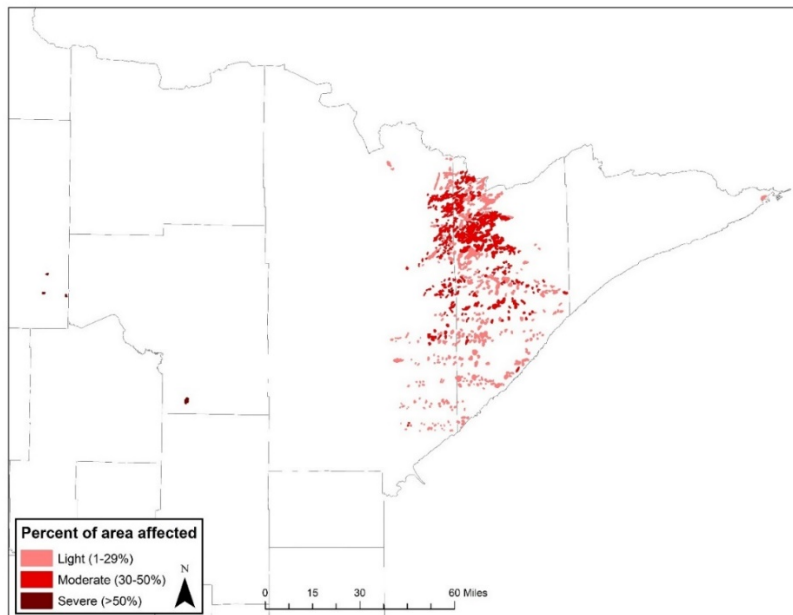 Percent of area affected
Light (1-29%)
Moderate (30-50%)
Severe (>50%)
N
0 15 30 60 Miles